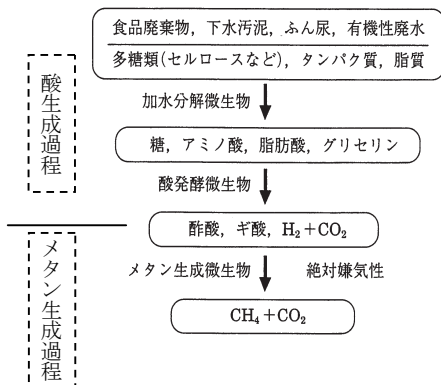 食品廃棄物，下水汚泥，ふん尿，有機性廃水
多糖類(セルロースなど)，タンパク質，脂質
加水分解微生物
糖，アミノ酸，脂肪酸，グリセリン
酸発酵微生物
酸生成過程
酢酸，ギ酸，H₂＋CO₂
メタン生成微生物 絶対嫌気性
CH₄＋CO₂
メタン生成過程